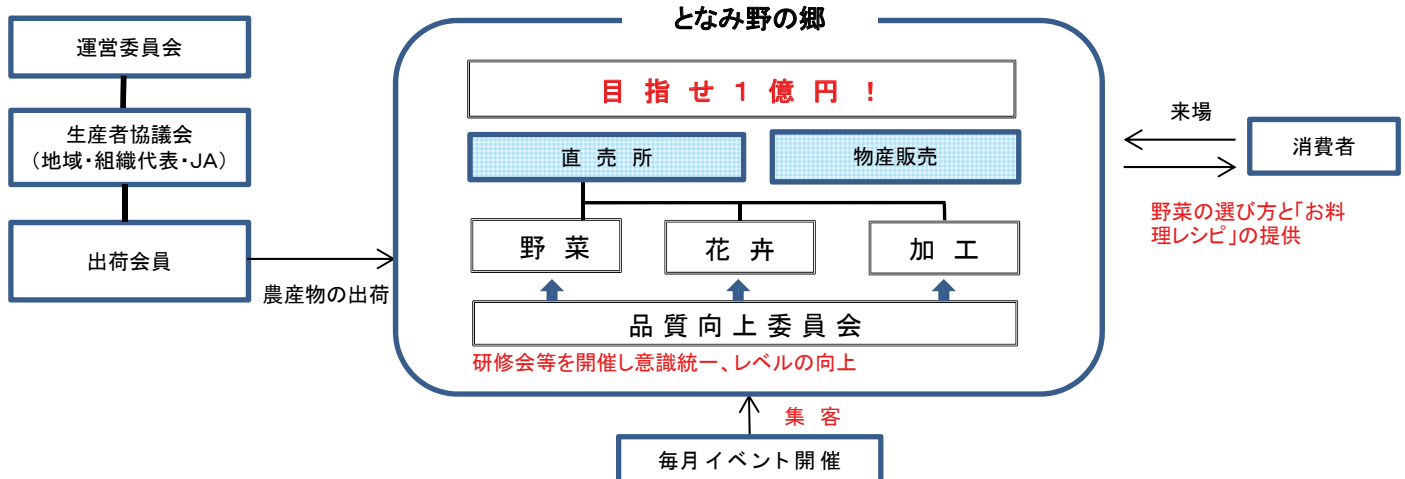 となみ野の郷
運営委員会
生産者協議会
（地域・組織代表・JA）
出荷会員
農産物の出荷
目指せ１億円！
直売所
物産販売
野菜
花卉
加工
品質向上委員会
研修会等を開催し意識統一、レベルの向上
集客
毎月イベント開催
来場
消費者
野菜の選び方と「お料
理レシピ」の提供